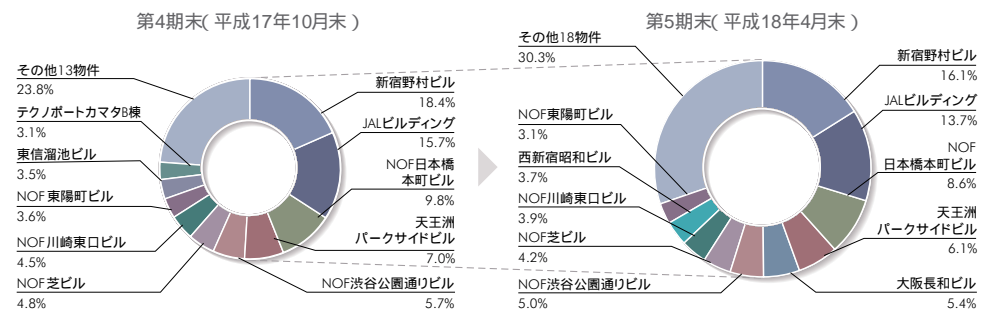 第4期末( 平成17年10月末 )
その他13物件
23.8%
テクノポートカマタB棟
3.1%
東信溜池ビル
3.5%
NOF 東陽町ビル
3.6%
NOF川崎東口ビル
4.5%
NOF芝ビル
4.8%
新宿野村ビル
18.4%
JALビルディング
15.7%
NOF日本橋
本町ビル
9.8%
天王洲
パークサイドビル
7.0%
NOF渋谷公園通りビル
5.7%
第5期末( 平成18年4月末 )
その他18物件
30.3%
NOF東陽町ビル
3.1%
西新宿昭和ビル
3.7%
NOF川崎東口ビル
3.9%
NOF芝ビル
4.2%
NOF渋谷公園通りビル
5.0%
新宿野村ビル
16.1%
JALビルディング
13.7%
NOF
日本橋本町ビル
8.6%
天王洲
パークサイドビル
6.1%
大阪長和ビル
5.4%